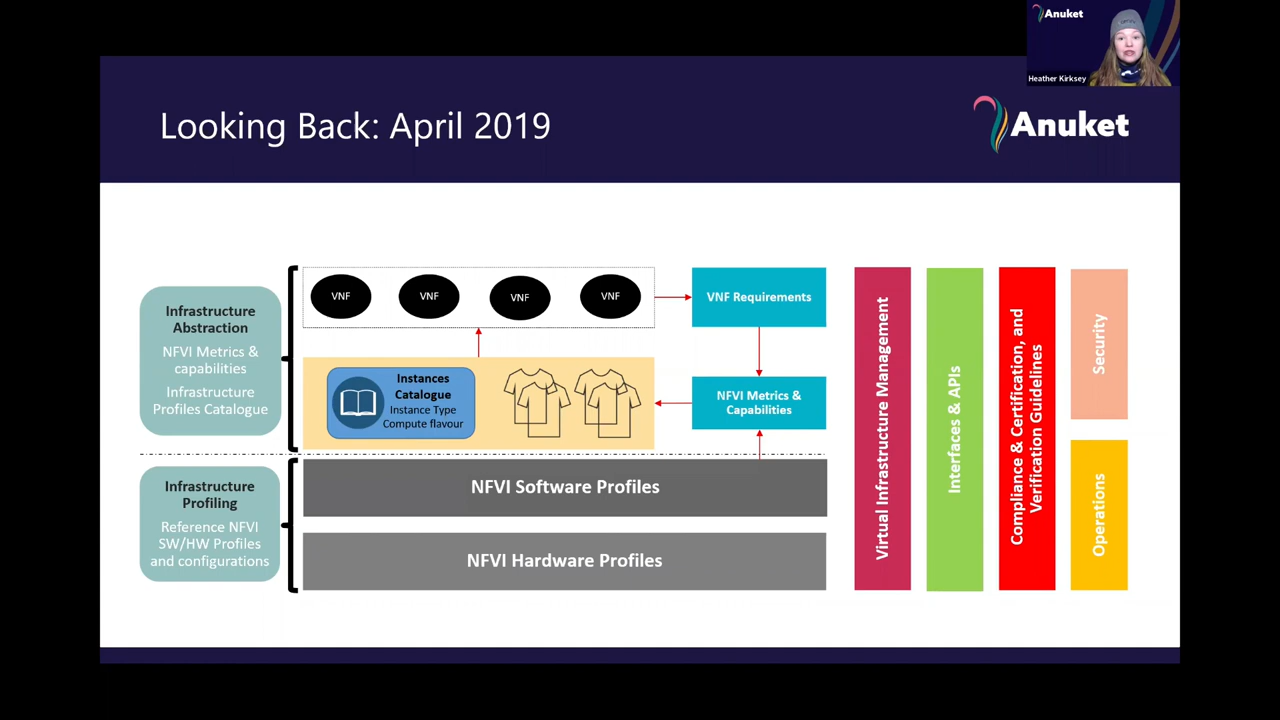 Anuket
Heather Kirksey
Looking Back: April 2019
Anuket
Infrastructure
Abstraction
NFVI Metrics &
capabilities
Infrastructure
Profiles Catalogue
VNF
VNF
VNF
VNF
VNF Requirements
Instances
Catalogue
Instance Type
Compute flavour
NFVI Metrics &
Capabilities
Infrastructure
Profiling
Reference NFVI
SW/HW Profiles
and configurations
NFVI Software Profiles
NFVI Hardware Profiles
Virtual Infrastructure Management
Interfaces & APIs
Compliance & Certification, and
Verification Guidelines
Security
Operations